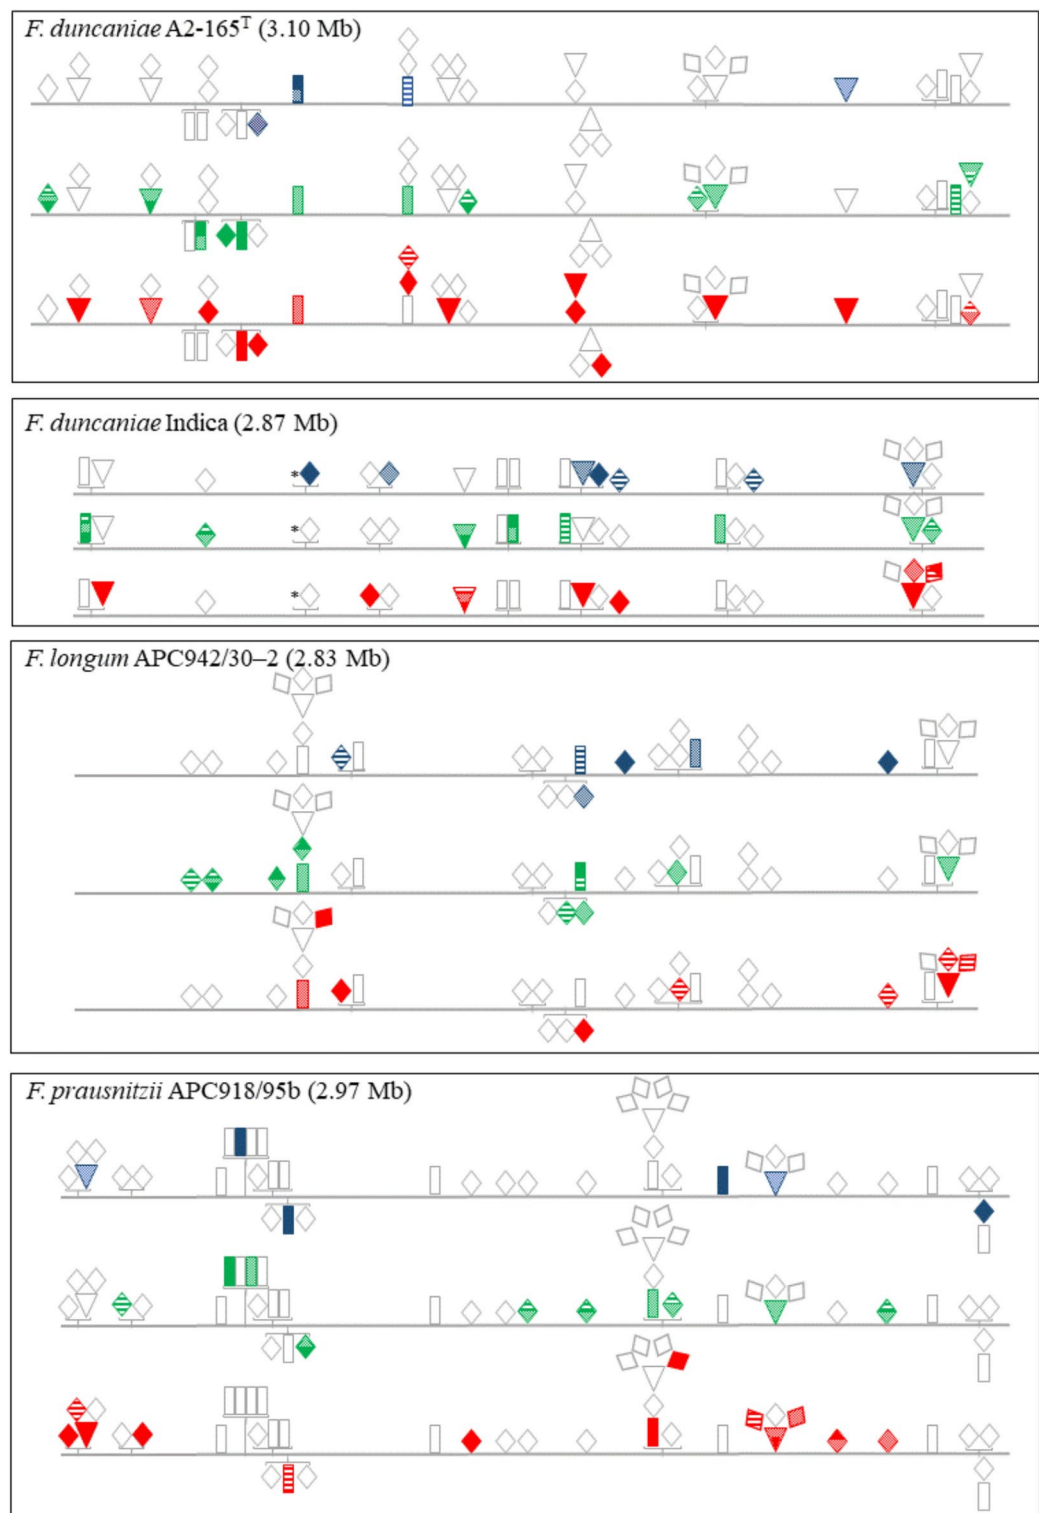 F. duncaniae A2-165ᵀ (3.10 Mb)
F. duncaniae Indica (2.87 Mb)
*
*
*
F. longum APC942/30–2 (2.83 Mb)
F. prausnitzii APC918/95b (2.97 Mb)